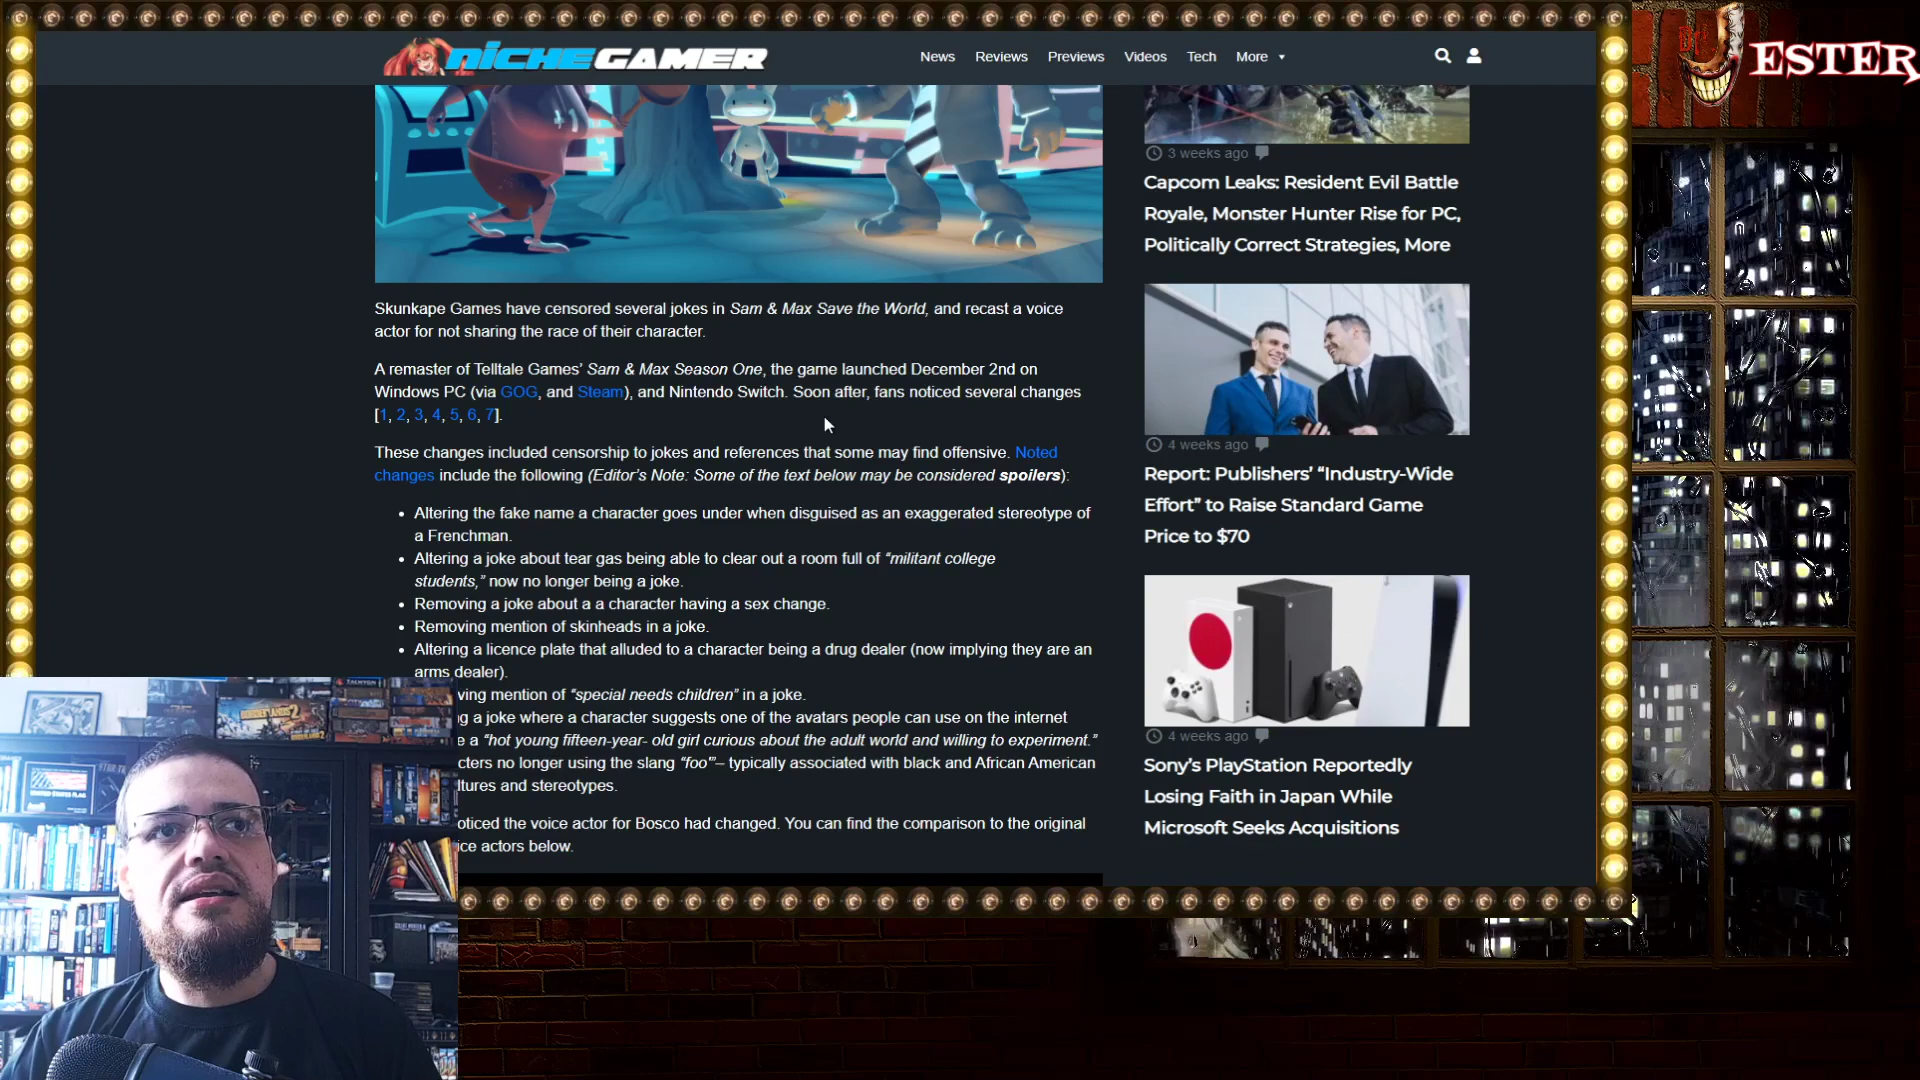 NICHEGAMER
News Reviews Previews Videos Tech More
ESTER
3 weeks ago
Capcom Leaks: Resident Evil Battle
Royale, Monster Hunter Rise for PC,
Politically Correct Strategies, More
Skunkape Games have censored several jokes in Sam & Max Save the World, and recast a voice
actor for not sharing the race of their character.
A remaster of Telltale Games' Sam & Max Season One, the game launched December 2nd on
Windows PC (via GOG, and Steam), and Nintendo Switch. Soon after, fans noticed several changes
[1, 2, 3, 4, 5, 6, 7].
These changes included censorship to jokes and references that some may find offensive. Noted
changes include the following (Editor's Note: Some of the text below may be considered spoilers):
• Altering the fake name a character goes under when disguised as an exaggerated stereotype of
a Frenchman.
• Altering a joke about tear gas being able to clear out a room full of “militant college
students,” now no longer being a joke.
• Removing a joke about a a character having a sex change.
• Removing mention of skinheads in a joke.
• Altering a licence plate that alluded to a character being a drug dealer (now implying they are an
arms dealer).
ving mention of “special needs children” in a joke.
g a joke where a character suggests one of the avatars people can use on the internet
e a “hot young fifteen-year- old girl curious about the adult world and willing to experiment.”
cters no longer using the slang “foo'”– typically associated with black and African American
ltures and stereotypes.
oticed the voice actor for Bosco had changed. You can find the comparison to the original
ice actors below.
4 weeks ago
Report: Publishers' “Industry-Wide
Effort” to Raise Standard Game
Price to $70
4 weeks ago
Sony's PlayStation Reportedly
Losing Faith in Japan While
Microsoft Seeks Acquisitions
BORDERLANDS 2